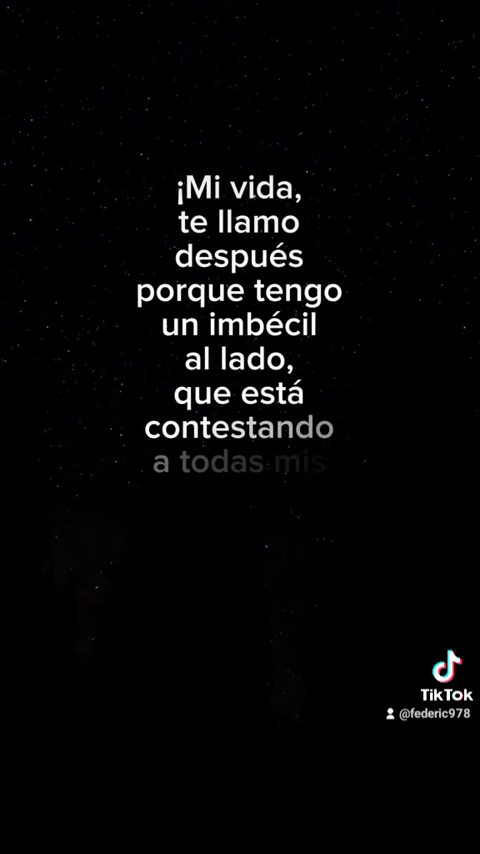 ¡Mi vida,
te llamo
después
porque tengo
un imbécil
al lado,
que está
contestando
a todas mis
TikTok
@federic978